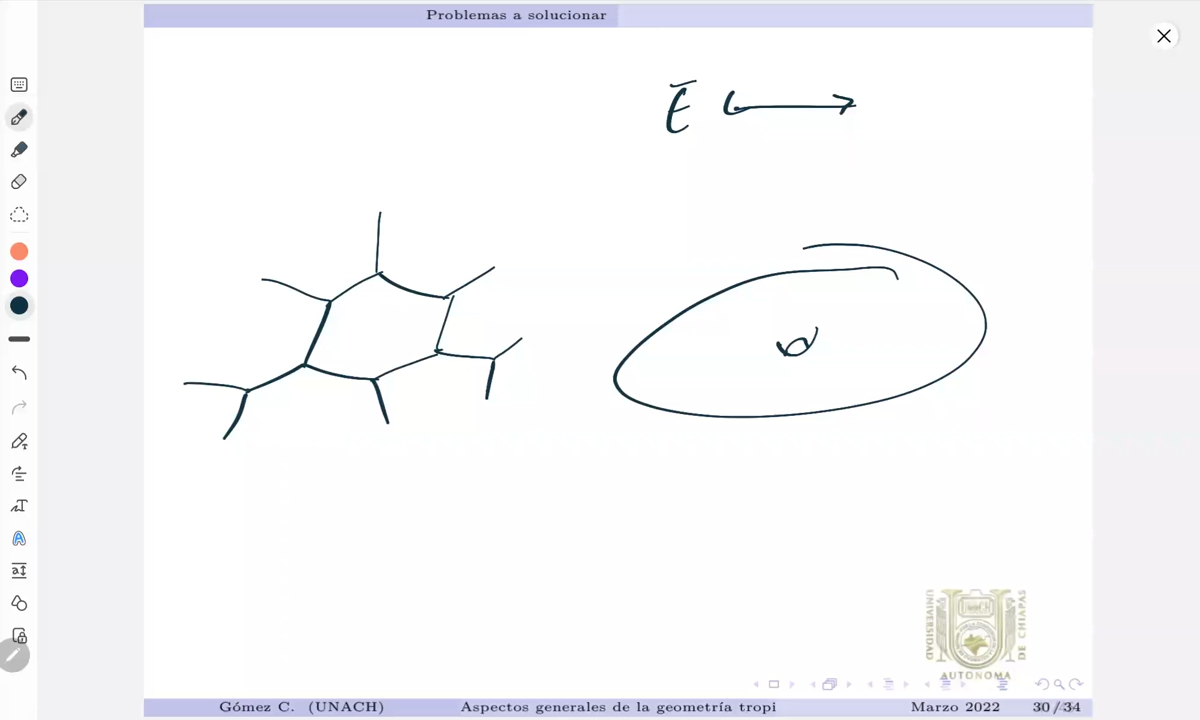 Problemas a solucionar
Ē
UNIVERSIDAD
DE CHIAPAS
AUTONOMA
Gómez C. (UNACH) Aspectos generales de la geometría tropi Marzo 2022 30/34